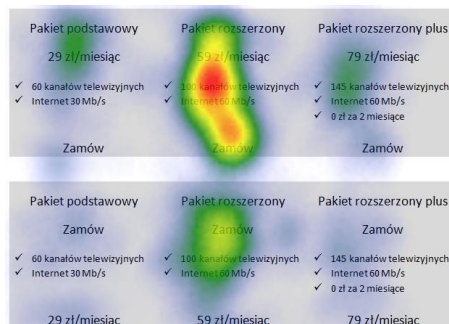 Pakiet podstawowy Pakiet rozszerzony Pakiet rozszerzony plus
29 zł/miesiąc 59 zł/miesiąc 79 zł/miesiąc
✓ 60 kanałów telewizyjnych ✓ 100 kanałów telewizyjnych ✓ 145 kanałów telewizyjnych
✓ Internet 30 Mb/s ✓ Internet 60 Mb/s ✓ Internet 60 Mb/s
✓ 0 zł za 2 miesiące
Zamów Zamów Zamów
Pakiet podstawowy Pakiet rozszerzony Pakiet rozszerzony plus
Zamów Zamów Zamów
✓ 60 kanałów telewizyjnych ✓ 100 kanałów telewizyjnych ✓ 145 kanałów telewizyjnych
✓ Internet 30 Mb/s ✓ Internet 60 Mb/s ✓ Internet 60 Mb/s
✓ 0 zł za 2 miesiące
29 zł/miesiąc 59 zł/miesiąc 79 zł/miesiąc